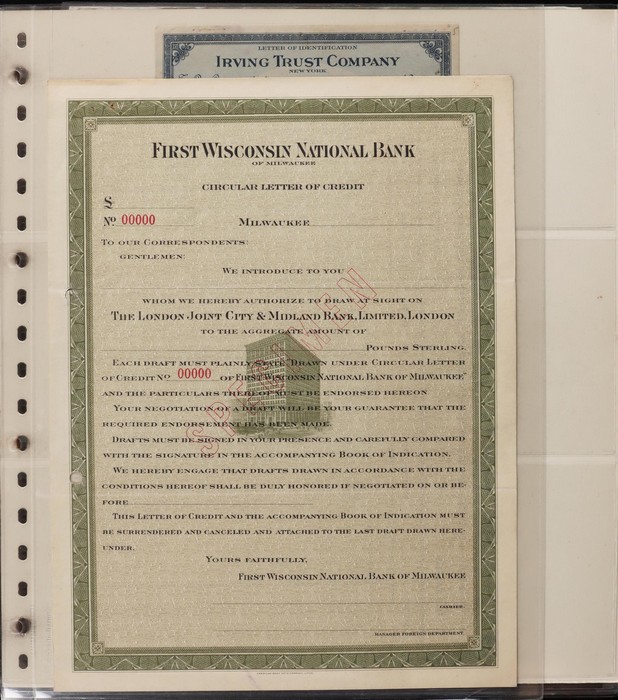 LETTER OF IDENTIFICATION
IRVING TRUST COMPANY
NEW YORK
FIRST WISCONSIN NATIONAL BANK
OF MILWAUKEE
CIRCULAR LETTER OF CREDIT
£
No 00000 MILWAUKEE
TO OUR CORRESPONDENTS:
GENTLEMEN:
WE INTRODUCE TO YOU
WHOM WE HEREBY AUTHORIZE TO DRAW AT SIGHT ON
THE LONDON JOINT CITY & MIDLAND BANK, LIMITED, LONDON
TO THE AGGREGATE AMOUNT OF
POUNDS STERLING.
EACH DRAFT MUST PLAINLY STATE "DRAWN UNDER CIRCULAR LETTER
OF CREDIT No 00000 OF FIRST WISCONSIN NATIONAL BANK OF MILWAUKEE"
AND THE PARTICULARS THEREOF MUST BE ENDORSED HEREON.
YOUR NEGOTIATION OF A DRAFT WILL BE YOUR GUARANTEE THAT THE
REQUIRED ENDORSEMENT HAS BEEN MADE.
DRAFTS MUST BE SIGNED IN YOUR PRESENCE AND CAREFULLY COMPARED
WITH THE SIGNATURE IN THE ACCOMPANYING BOOK OF INDICATION.
WE HEREBY ENGAGE THAT DRAFTS DRAWN IN ACCORDANCE WITH THE
CONDITIONS HEREOF SHALL BE DULY HONORED IF NEGOTIATED ON OR BE-
FORE
THIS LETTER OF CREDIT AND THE ACCOMPANYING BOOK OF INDICATION MUST
BE SURRENDERED AND CANCELED AND ATTACHED TO THE LAST DRAFT DRAWN HERE-
UNDER.
YOURS FAITHFULLY,
FIRST WISCONSIN NATIONAL BANK OF MILWAUKEE
CASHIER.
MANAGER FOREIGN DEPARTMENT.
SPECIMEN